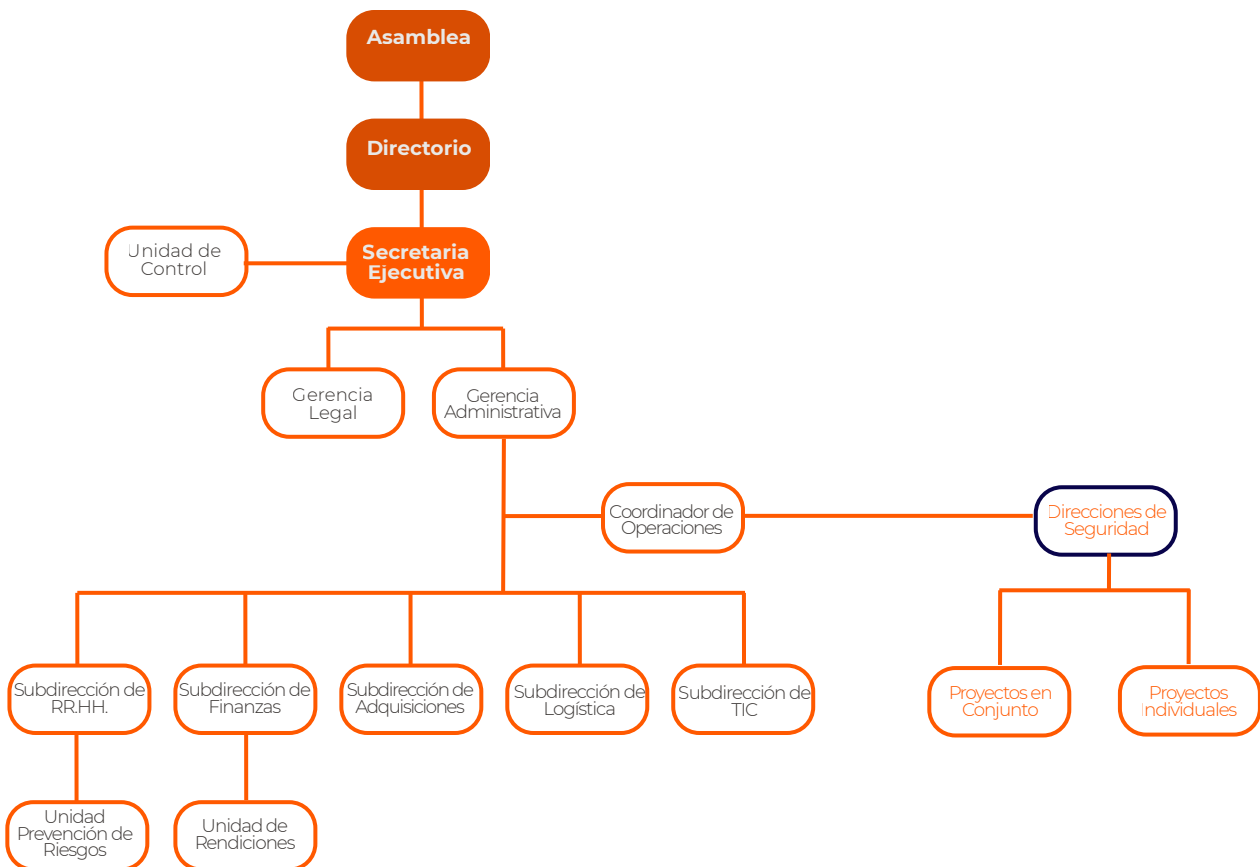 Asamblea
Directorio
Unidad de
Control
Secretaria
Ejecutiva
Gerencia
Legal
Gerencia
Administrativa
Coordinador de
Operaciones
Direcciones de
Seguridad
Subdirección de
RR.HH.
Subdirección de
Finanzas
Subdirección de
Adquisiciones
Subdirección de
Logística
Subdirección de
TIC
Proyectos en
Conjunto
Proyectos
Individuales
Unidad
Prevención de
Riesgos
Unidad de
Rendiciones